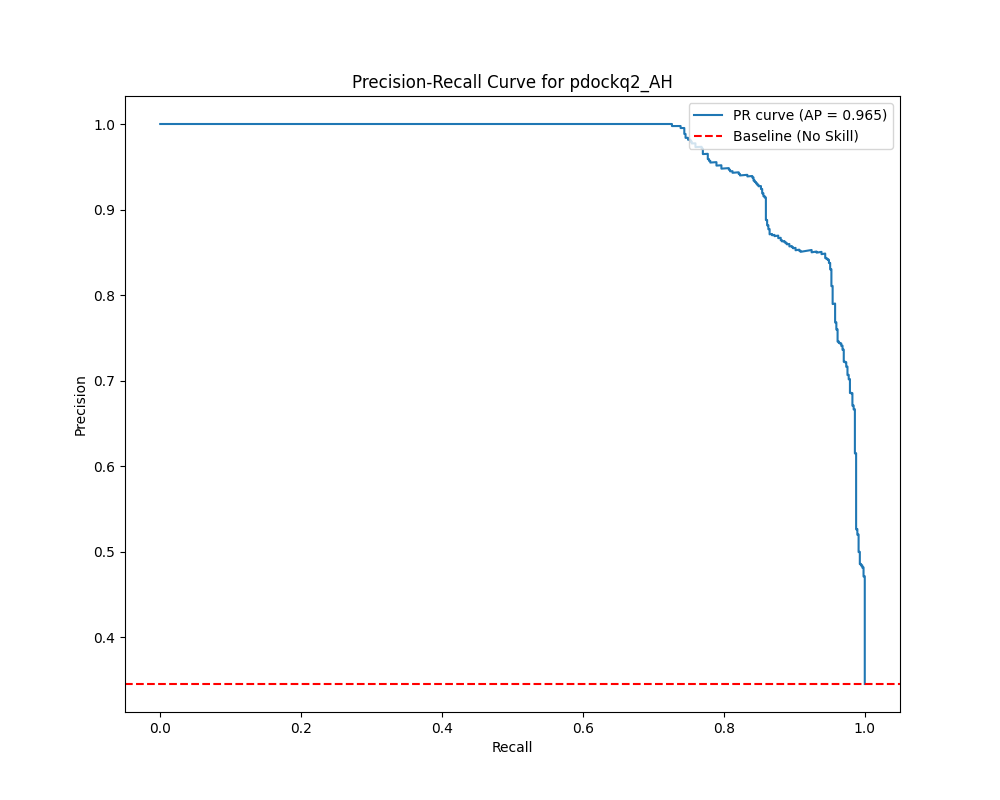 Precision-Recall Curve for pdockq2_AH
PR curve (AP = 0.965)
Baseline (No Skill)
Precision
1.0
0.9
0.8
0.7
0.6
0.5
0.4
0.0 0.2 0.4 0.6 0.8 1.0
Recall